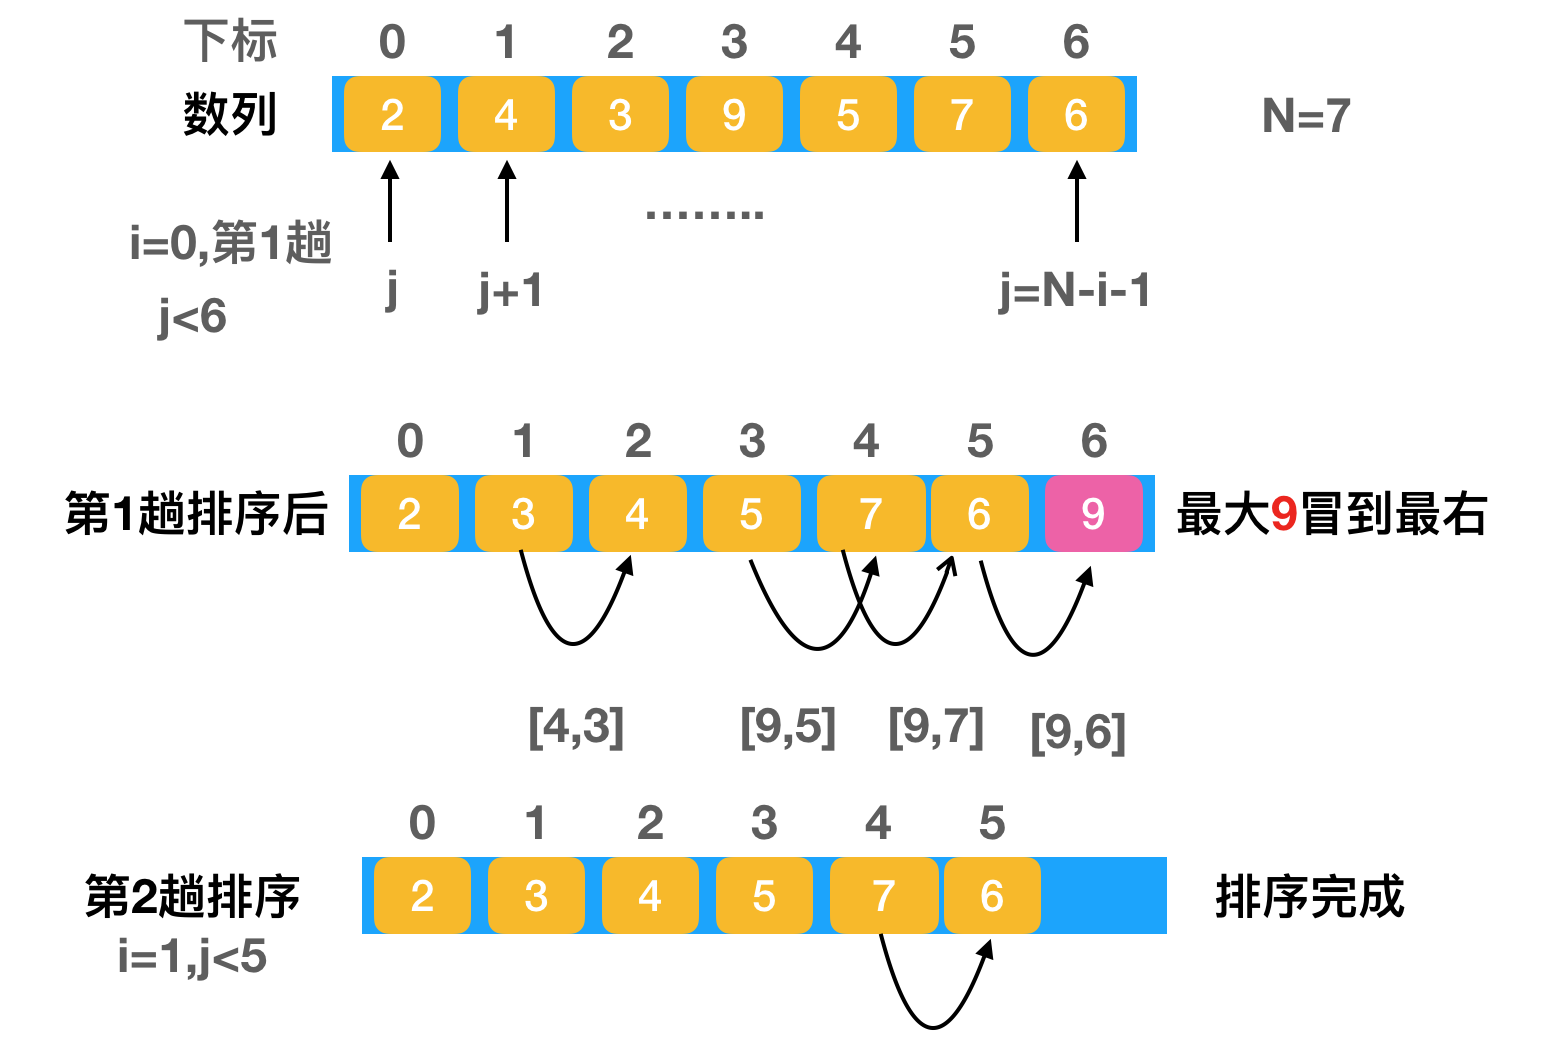 下标 0 1 2 3 4 5 6
数列 2 4 3 9 5 7 6 N=7
........
i=0,第1趟
j<6
j j+1 j=N-i-1
0 1 2 3 4 5 6
第1趟排序后 2 3 4 5 7 6 9 最大9冒到最右
[4,3] [9,5] [9,7] [9,6]
0 1 2 3 4 5
第2趟排序 2 3 4 5 7 6 排序完成
i=1,j<5